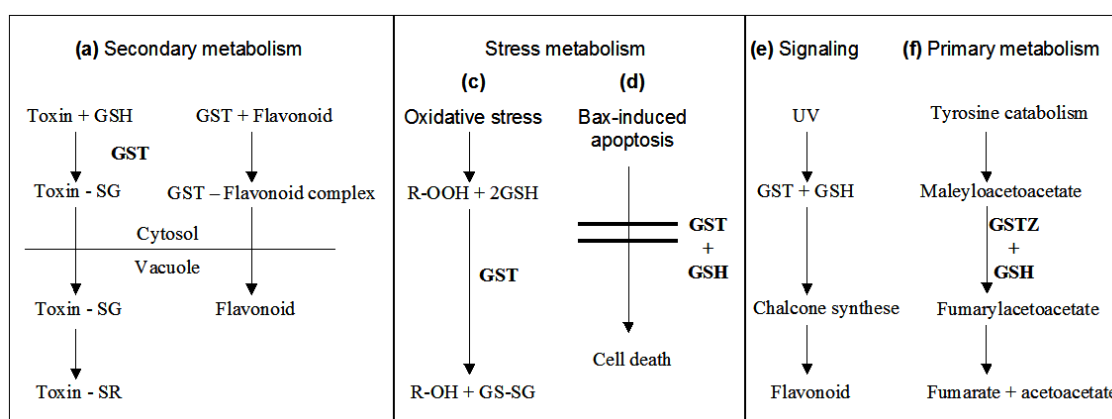 (a) Secondary metabolism
Toxin + GSH
GST + Flavonoid
GST
Toxin - SG
GST – Flavonoid complex
Cytosol
Vacuole
Toxin - SG
Flavonoid
Toxin - SR
Stress metabolism
(c)
(d)
Oxidative stress
Bax-induced
apoptosis
R-OOH + 2GSH
GST
+
GSH
GST
Cell death
R-OH + GS-SG
(e) Signaling
UV
GST + GSH
Chalcone synthese
Flavonoid
(f) Primary metabolism
Tyrosine catabolism
Maleyloacetoacetate
GSTZ
+
GSH
Fumarylacetoacetate
Fumarate + acetoacetate